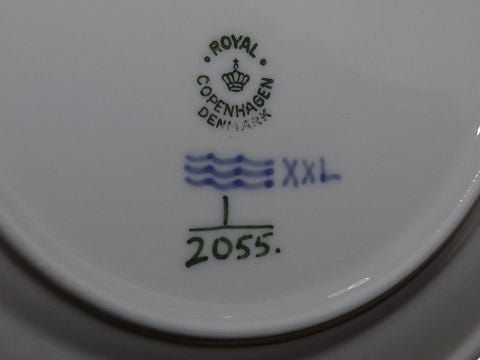 ROYAL
COPENHAGEN
DENMARK
XXL
1
2055.